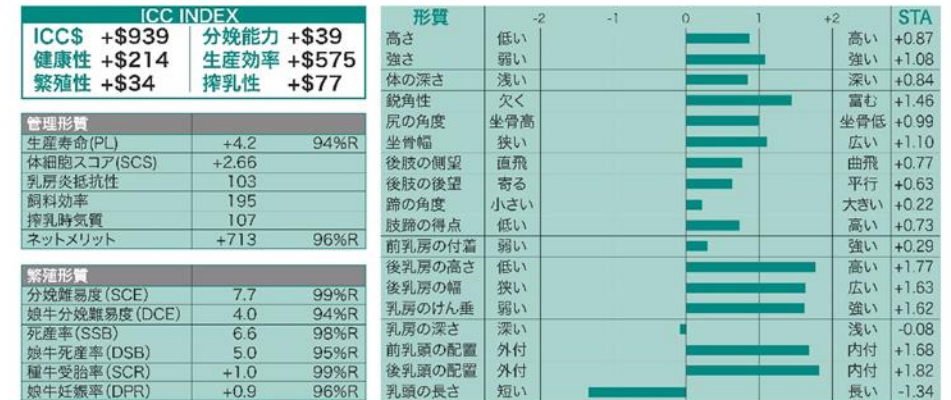 ICC INDEX
ICC$ +$939 分娩能力 +$39
健康性 +$214 生産効率 +$575
繁殖性 +$34 搾乳性 +$77
管理形質
生産寿命(PL) +4.2 94%R
体細胞スコア(SCS) +2.66
乳房炎抵抗性 103
飼料効率 195
搾乳時気質 107
ネットメリット +713 96%R
繁殖形質
分娩難易度(SCE) 7.7 99%R
娘牛分娩難易度(DCE) 4.0 94%R
死産率(SSB) 6.6 98%R
娘牛死産率(DSB) 5.0 95%R
種牛受胎率(SCR) +1.0 99%R
娘牛妊娠率(DPR) +0.9 96%R
形質 -2 -1 0 1 +2 STA
高さ 低い 高い +0.87
強さ 弱い 強い +1.08
体の深さ 浅い 深い +0.84
鋭角性 欠く 富む +1.46
尻の角度 坐骨高 坐骨低 +0.99
坐骨幅 狭い 広い +1.10
後肢の側望 直飛 曲飛 +0.77
後肢の後望 寄る 平行 +0.63
蹄の角度 小さい 大きい +0.22
肢蹄の得点 低い 高い +0.73
前乳房の付着 弱い 強い +0.29
後乳房の高さ 低い 高い +1.77
後乳房の幅 狭い 広い +1.63
乳房のけん垂 弱い 強い +1.62
乳房の深さ 深い 浅い -0.08
前乳頭の配置 外付 内付 +1.68
後乳頭の配置 外付 内付 +1.82
乳頭の長さ 短い 長い -1.34